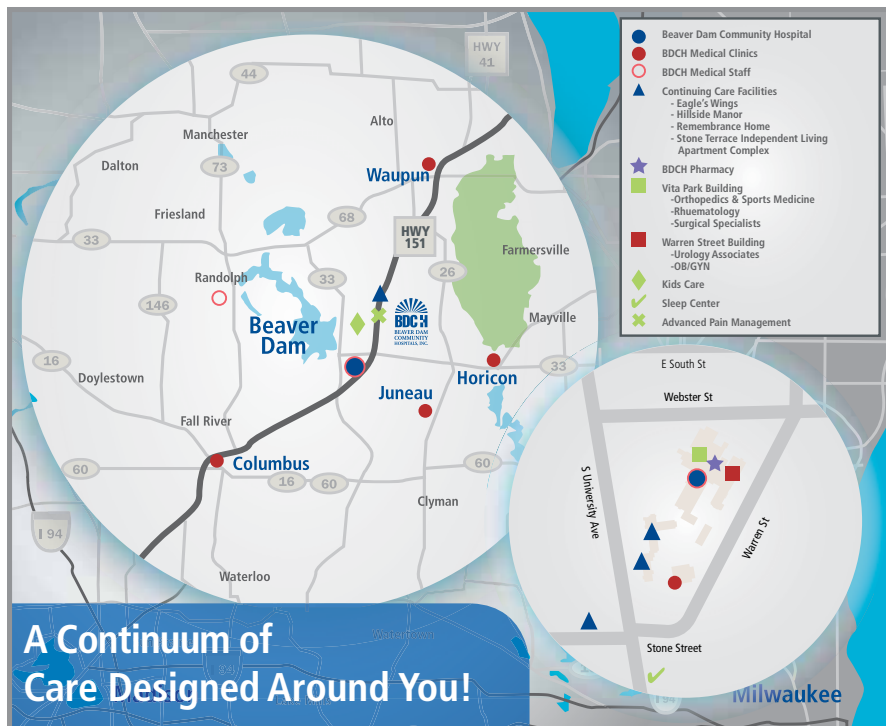 HWY
41
44
Alto
Manchester
Dalton
73
Waupun
Friesland
68
33
HWY
151
Farmersville
Randolph
33
26
146
Beaver
Dam
BDCH
BEAVER DAM
COMMUNITY
HOSPITALS, INC.
Mayville
16
33
Doylestown
Horicon
Juneau
Fall River
60
Columbus
60
16
60
Clyman
I 94
Waterloo
Watertown
94
Madison
A Continuum of
Care Designed Around You!
Beaver Dam Community Hospital
BDCH Medical Clinics
BDCH Medical Staff
Continuing Care Facilities
- Eagle's Wings
- Hillside Manor
- Remembrance Home
- Stone Terrace Independent Living
Apartment Complex
BDCH Pharmacy
Vita Park Building
-Orthopedics & Sports Medicine
-Rhuematology
-Surgical Specialists
Warren Street Building
-Urology Associates
-OB/GYN
Kids Care
Sleep Center
Advanced Pain Management
E South St
Webster St
S University Ave
Warren St
Stone Street
Milwaukee